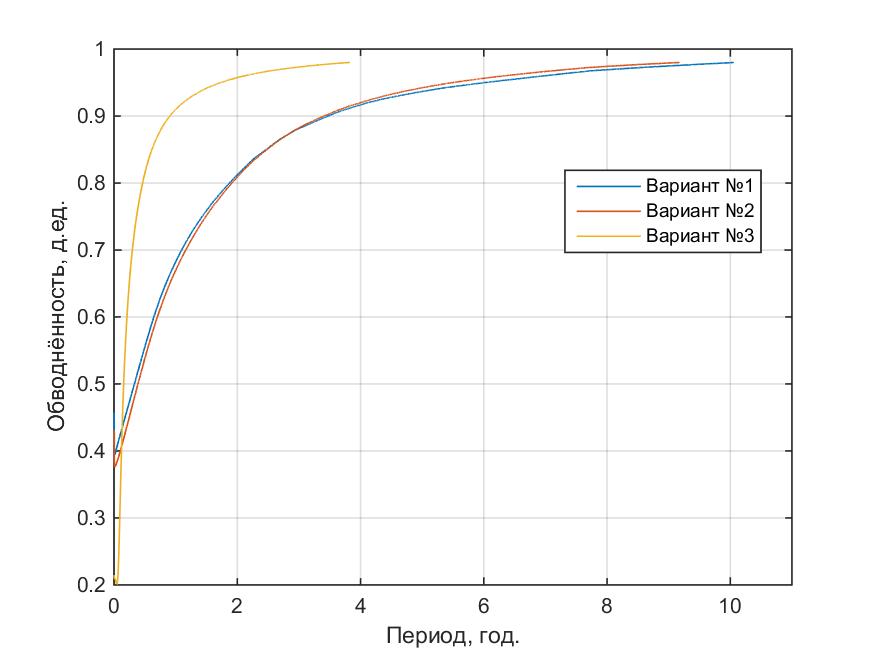 1
0.9
0.8
0.7
0.6
0.5
0.4
0.3
0.2
Обводнённость, д.ед.
Вариант №1
Вариант №2
Вариант №3
0 2 4 6 8 10
Период, год.